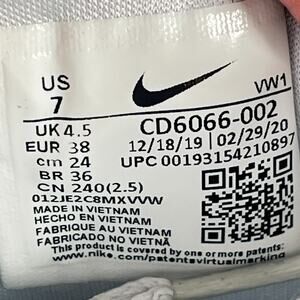 US
7
VW1
UK 4.5
EUR 38
cm 24
BR 36
CN 240(2.5)
CD6066-002
12/18/19 | 02/29/20
UPC 00193154210897
012JE2C8MXVVW
MADE IN VIETNAM
HECHO EN VIETNAM
FABRIQUE AU VIETNAM
FABRICADO NO VIETNÃ
This product is covered by one or more patents:
www.nike.com/patentsvirtualmarking